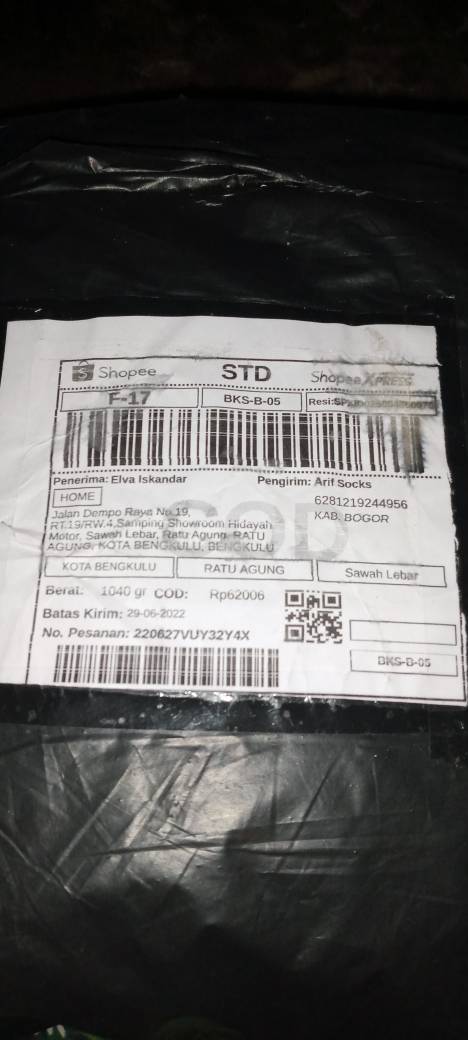 Shopee STD Shopee XPRESS
F-17 BKS-B-05 Resi:
Penerima: Elva Iskandar Pengirim: Arif Socks
HOME 6281219244956
Jalan Dempo Raya No.19, KAB. BOGOR
RT.19/RW.4,Samping Showroom Hidayah
Motor, Sawah Lebar, Ratu Agung, RATU
AGUNG, KOTA BENGKULU, BENGKULU
COD
KOTA BENGKULU RATU AGUNG Sawah Lebar
Berat: 1040 gr COD: Rp62006
Batas Kirim: 29-06-2022
No. Pesanan: 220627VUY32Y4X
BKS-B-05